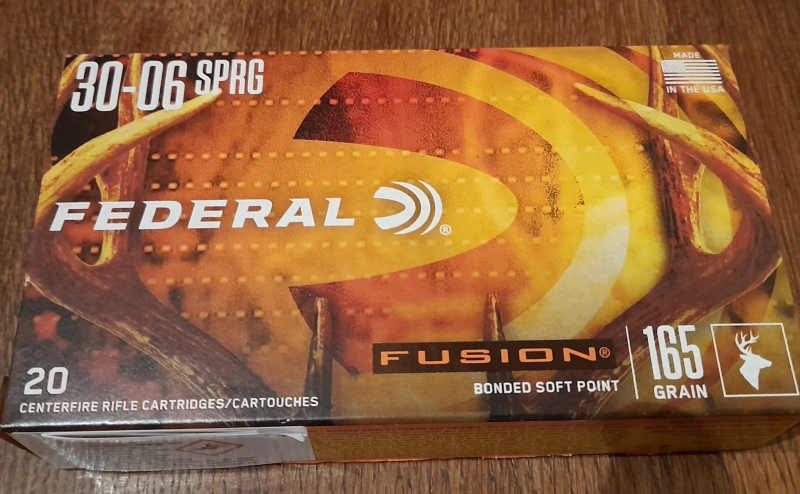 30-06 SPRG
MADE
IN THE USA
FEDERAL®
FUSION®
BONDED SOFT POINT
165
GRAIN
20
CENTERFIRE RIFLE CARTRIDGES/CARTOUCHES